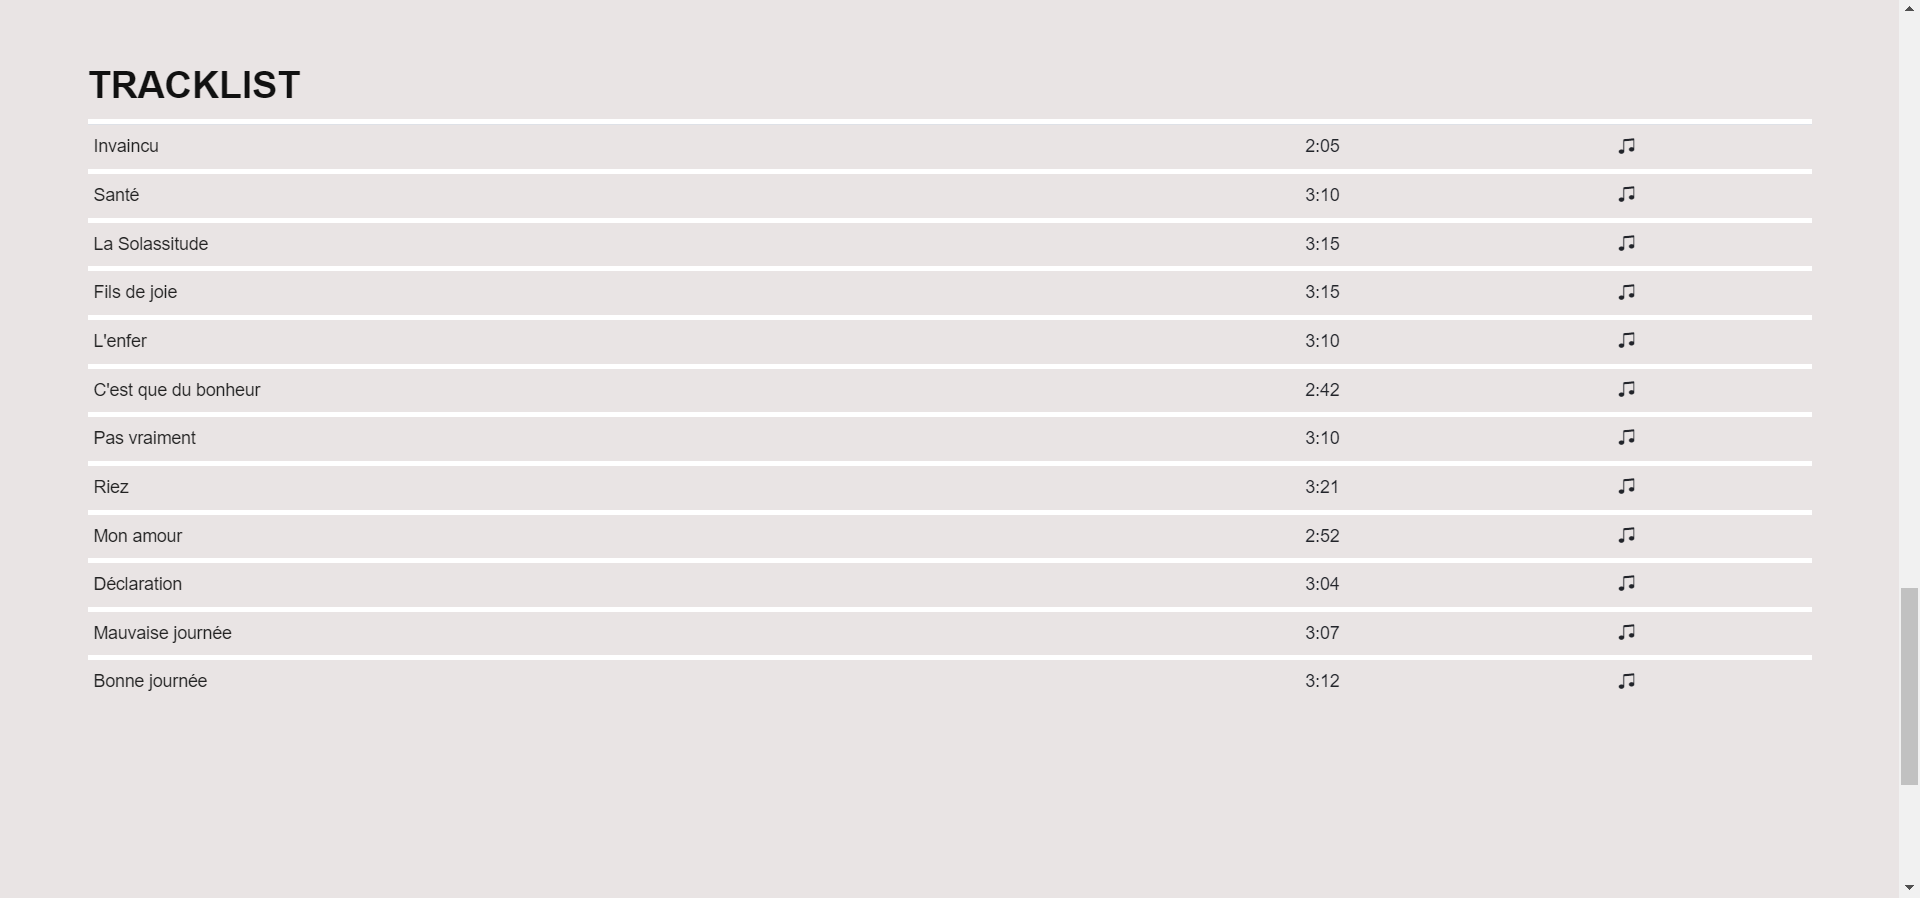 TRACKLIST
Invaincu 2:05 ♫
Santé 3:10 ♫
La Solassitude 3:15 ♫
Fils de joie 3:15 ♫
L'enfer 3:10 ♫
C'est que du bonheur 2:42 ♫
Pas vraiment 3:10 ♫
Riez 3:21 ♫
Mon amour 2:52 ♫
Déclaration 3:04 ♫
Mauvaise journée 3:07 ♫
Bonne journée 3:12 ♫